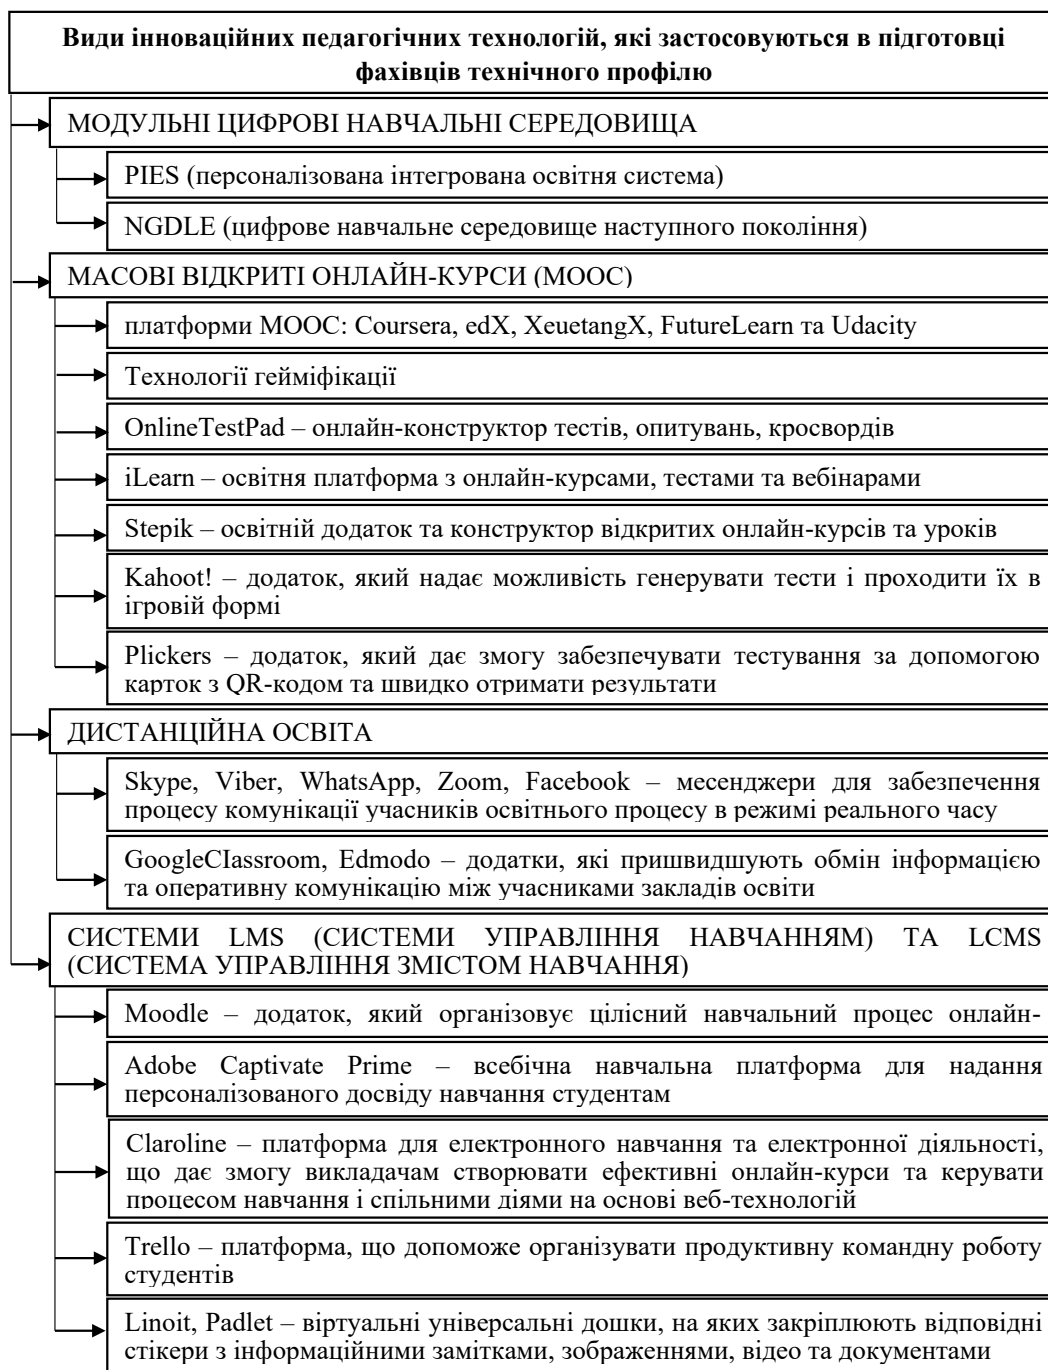 Види інноваційних педагогічних технологій, які застосовуються в підготовці
фахівців технічного профілю
МОДУЛЬНІ ЦИФРОВІ НАВЧАЛЬНІ СЕРЕДОВИЩА
PIES (персоналізована інтегрована освітня система)
NGDLE (цифрове навчальне середовище наступного покоління)
МАСОВІ ВІДКРИТІ ОНЛАЙН-КУРСИ (MOOC)
платформи MOOC: Coursera, edX, XeuetangX, FutureLearn та Udacity
Технології гейміфікації
OnlineTestPad – онлайн-конструктор тестів, опитувань, кросвордів
iLearn – освітня платформа з онлайн-курсами, тестами та вебінарами
Stepik – освітній додаток та конструктор відкритих онлайн-курсів та уроків
Kahoot! – додаток, який надає можливість генерувати тести і проходити їх в
ігровій формі
Plickers – додаток, який дає змогу забезпечувати тестування за допомогою
карток з QR-кодом та швидко отримати результати
ДИСТАНЦІЙНА ОСВІТА
Skype, Viber, WhatsApp, Zoom, Facebook – месенджери для забезпечення
процесу комунікації учасників освітнього процесу в режимі реального часу
GoogleCIassroom, Edmodo – додатки, які пришвидшують обмін інформацією
та оперативну комунікацію між учасниками закладів освіти
СИСТЕМИ LMS (СИСТЕМИ УПРАВЛІННЯ НАВЧАННЯМ) ТА LCMS
(СИСТЕМА УПРАВЛІННЯ ЗМІСТОМ НАВЧАННЯ)
Moodle – додаток, який організовує цілісний навчальний процес онлайн-
Adobe Captivate Prime – всебічна навчальна платформа для надання
персоналізованого досвіду навчання студентам
Claroline – платформа для електронного навчання та електронної діяльності,
що дає змогу викладачам створювати ефективні онлайн-курси та керувати
процесом навчання і спільними діями на основі веб-технологій
Trello – платформа, що допоможе організувати продуктивну командну роботу
студентів
Linoit, Padlet – віртуальні універсальні дошки, на яких закріплюють відповідні
стікери з інформаційними замітками, зображеннями, відео та документами